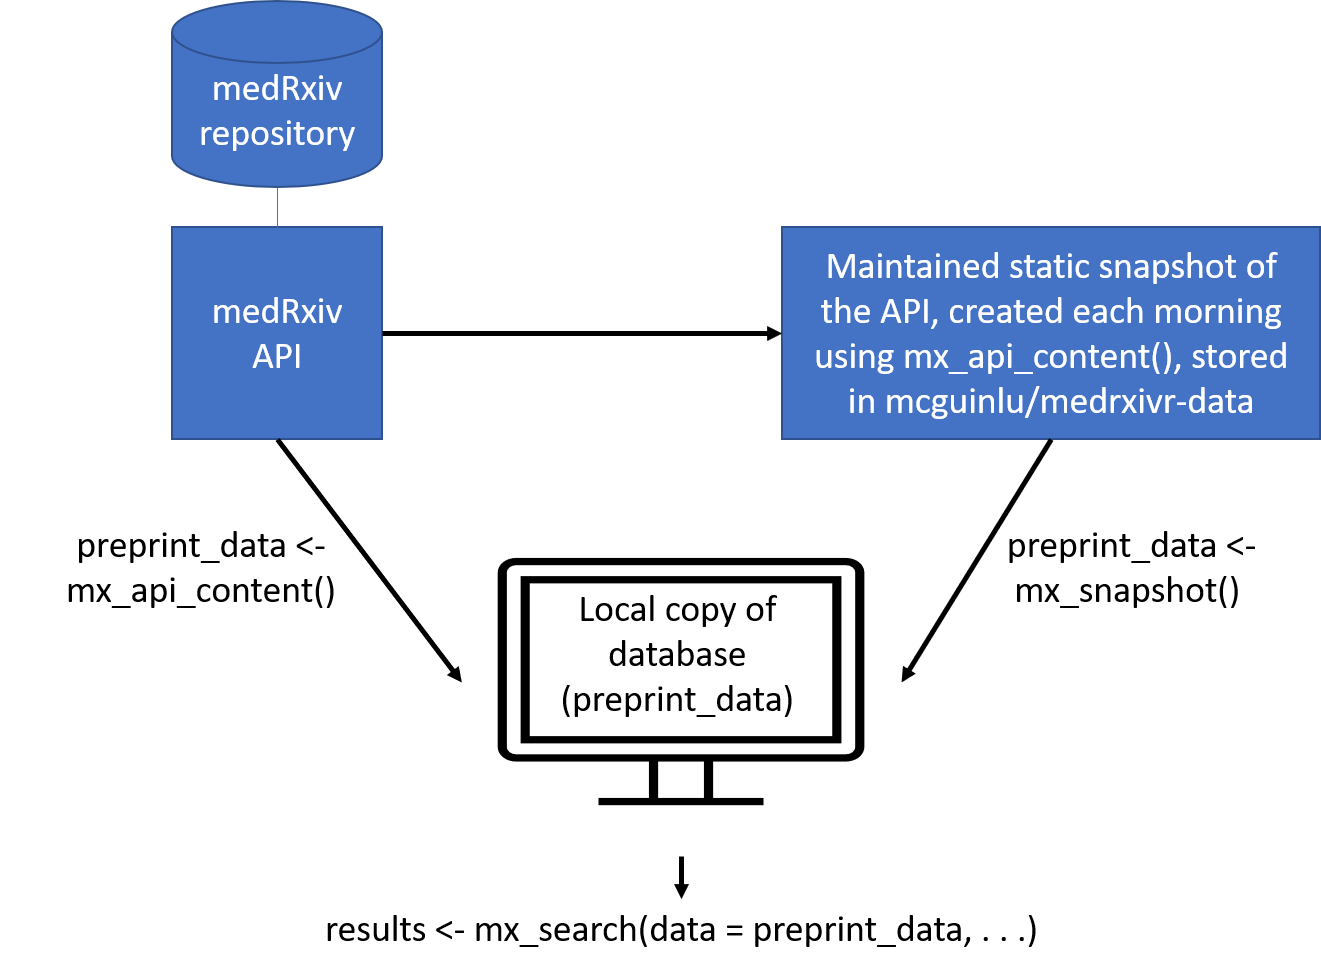 medRxiv
repository
medRxiv
API
Maintained static snapshot of
the API, created each morning
using mx_api_content(), stored
in mcguinlu/medrxivr-data
preprint_data <-
mx_api_content()
preprint_data <-
mx_snapshot()
Local copy of
database
(preprint_data)
results <- mx_search(data = preprint_data, . . .)